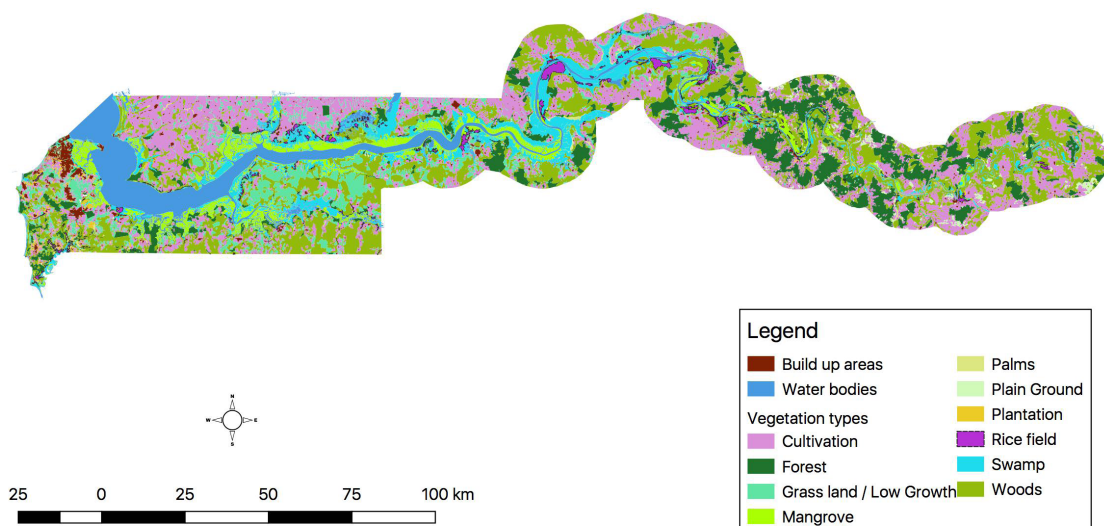 Legend
Build up areas
Water bodies
Vegetation types
Cultivation
Forest
Grass land / Low Growth
Mangrove
Palms
Plain Ground
Plantation
Rice field
Swamp
Woods
N
W E
S
25 0 25 50 75 100 km